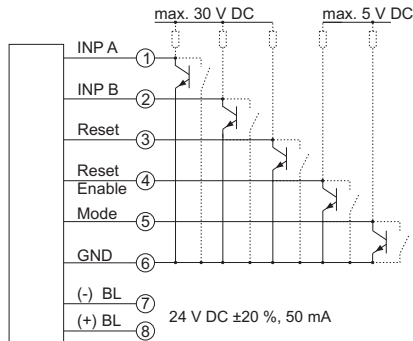 max. 30 V DC
max. 5 V DC
INP A
1
INP B
2
Reset
3
Reset
Enable
4
Mode
5
GND
6
(-) BL
7
(+) BL
8
24 V DC ±20 %, 50 mA